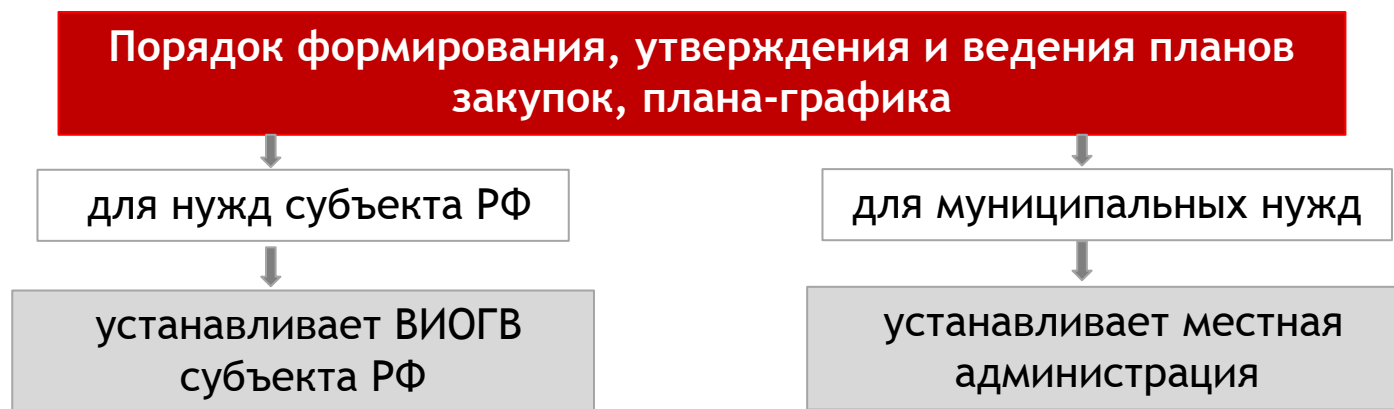 Порядок формирования, утверждения и ведения планов
закупок, плана-графика
для нужд субъекта РФ
для муниципальных нужд
устанавливает ВИОГВ
субъекта РФ
устанавливает местная
администрация